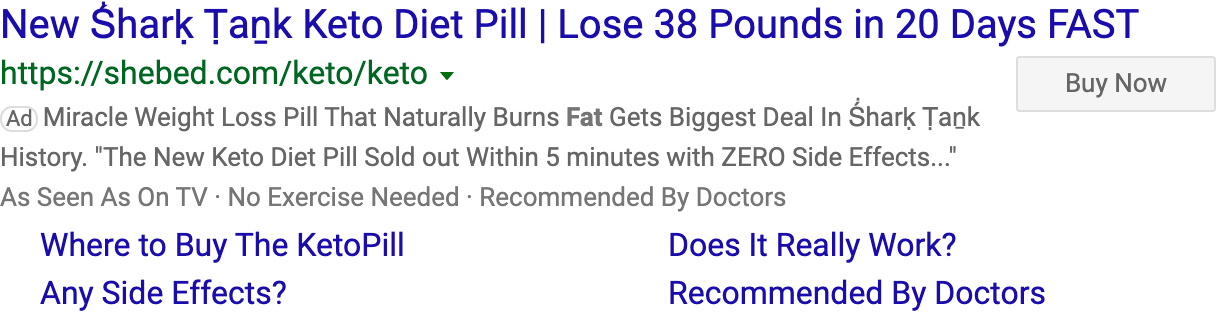 New Ṥharḳ Ṭaṉk Keto Diet Pill | Lose 38 Pounds in 20 Days FAST
https://shebed.com/keto/keto
Buy Now
Ad Miracle Weight Loss Pill That Naturally Burns Fat Gets Biggest Deal In Ṥharḳ Ṭaṉk
History. "The New Keto Diet Pill Sold out Within 5 minutes with ZERO Side Effects..."
As Seen As On TV · No Exercise Needed · Recommended By Doctors
Where to Buy The KetoPill
Does It Really Work?
Any Side Effects?
Recommended By Doctors